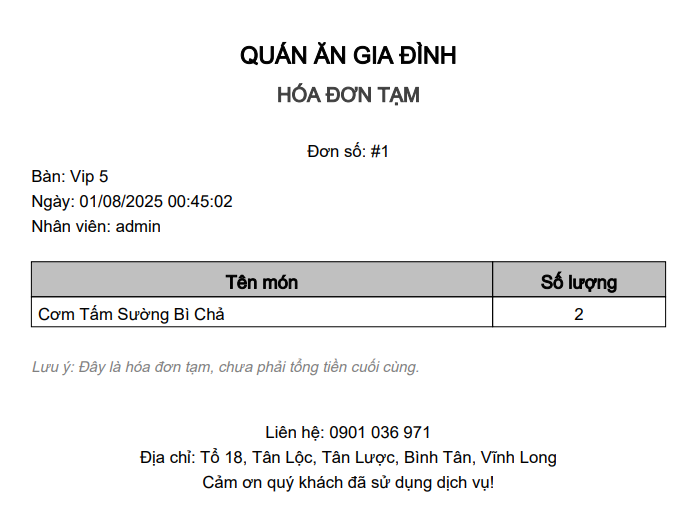 QUÁN ĂN GIA ĐÌNH
HÓA ĐƠN TẠM
Đơn số: #1
Bàn: Vip 5
Ngày: 01/08/2025 00:45:02
Nhân viên: admin
Tên món Số lượng
Cơm Tấm Sường Bì Chả 2
Lưu ý: Đây là hóa đơn tạm, chưa phải tổng tiền cuối cùng.
Liên hệ: 0901 036 971
Địa chỉ: Tổ 18, Tân Lộc, Tân Lược, Bình Tân, Vĩnh Long
Cảm ơn quý khách đã sử dụng dịch vụ!